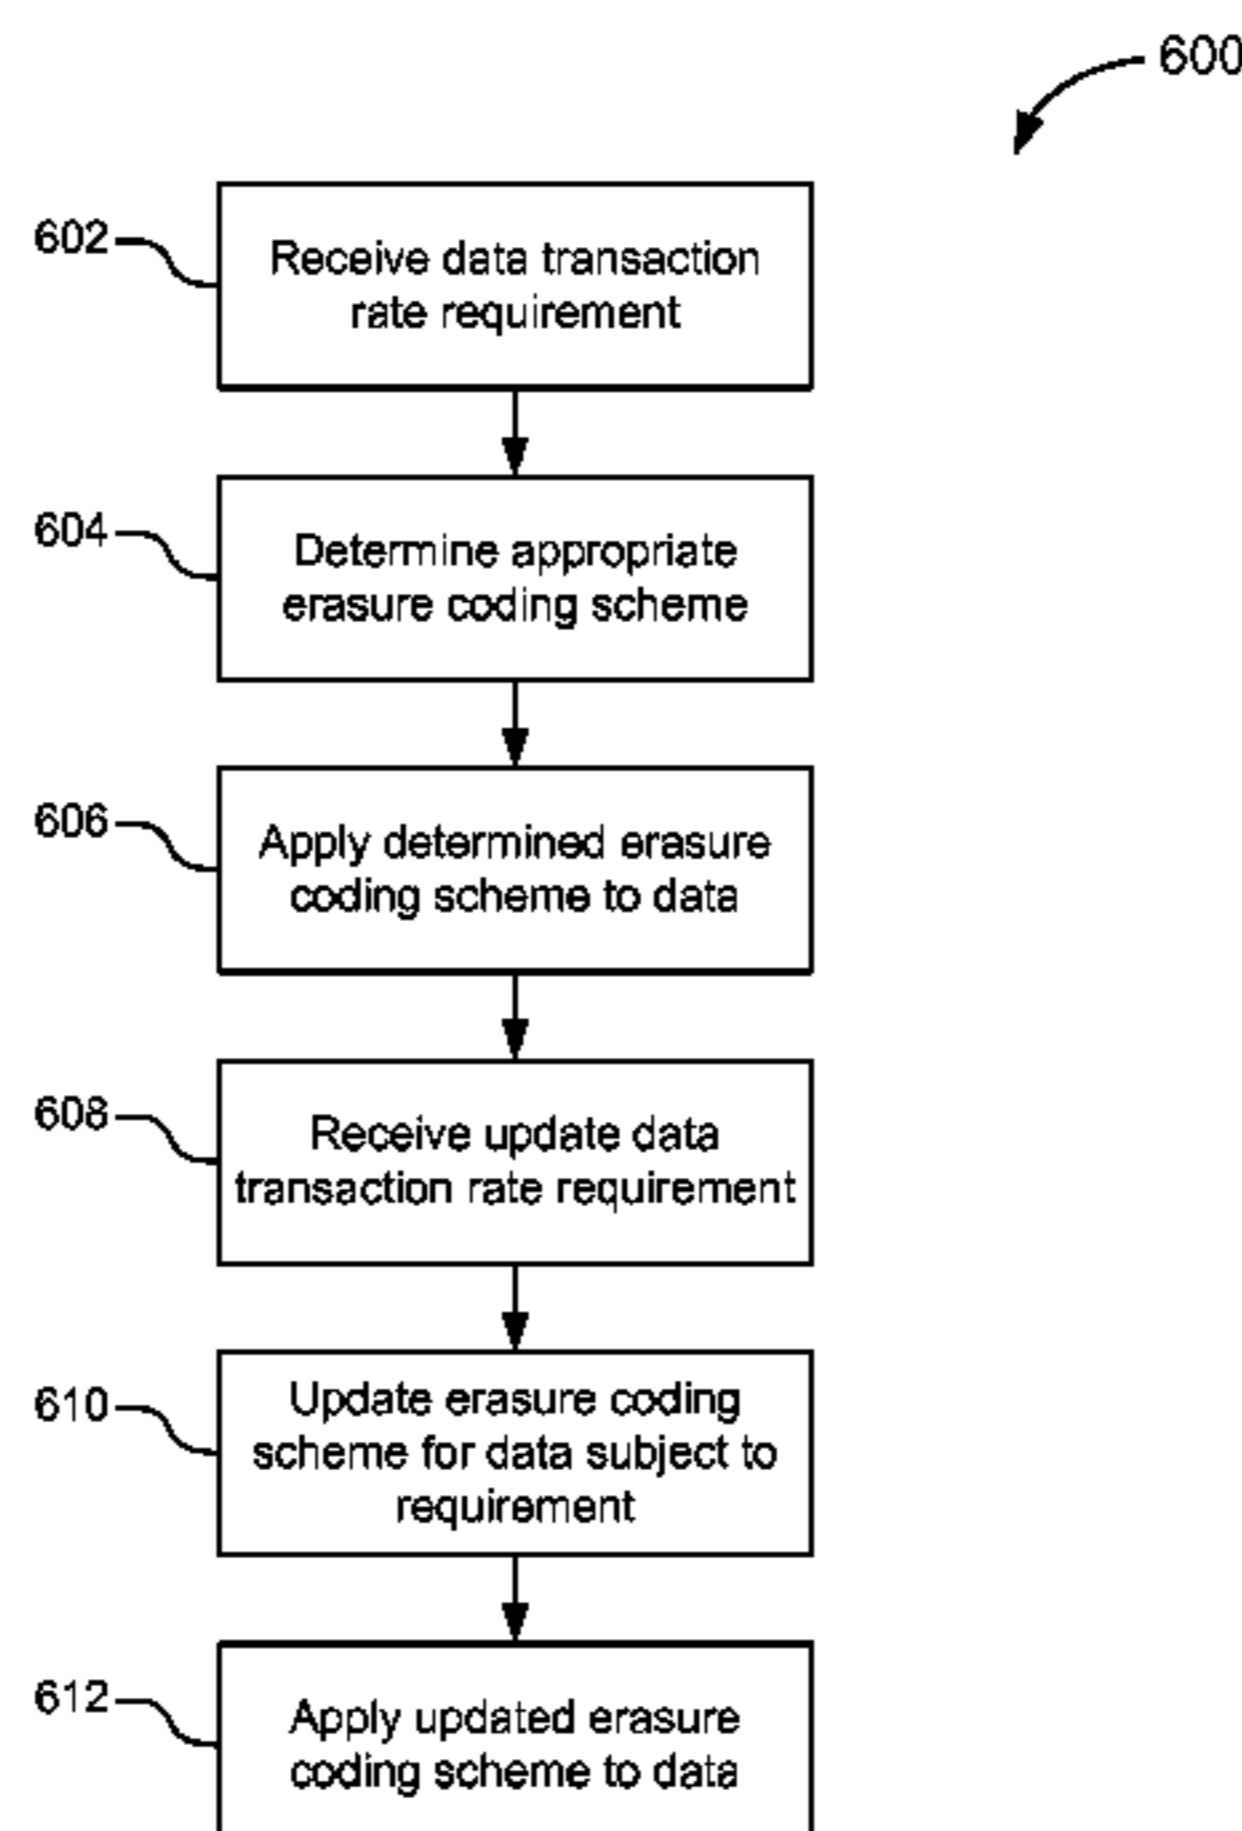 600
602
Receive data transaction
rate requirement
604
Determine appropriate
erasure coding scheme
606
Apply determined erasure
coding scheme to data
608
Receive update data
transaction rate requirement
610
Update erasure coding
scheme for data subject to
requirement
612
Apply updated erasure
coding scheme to data